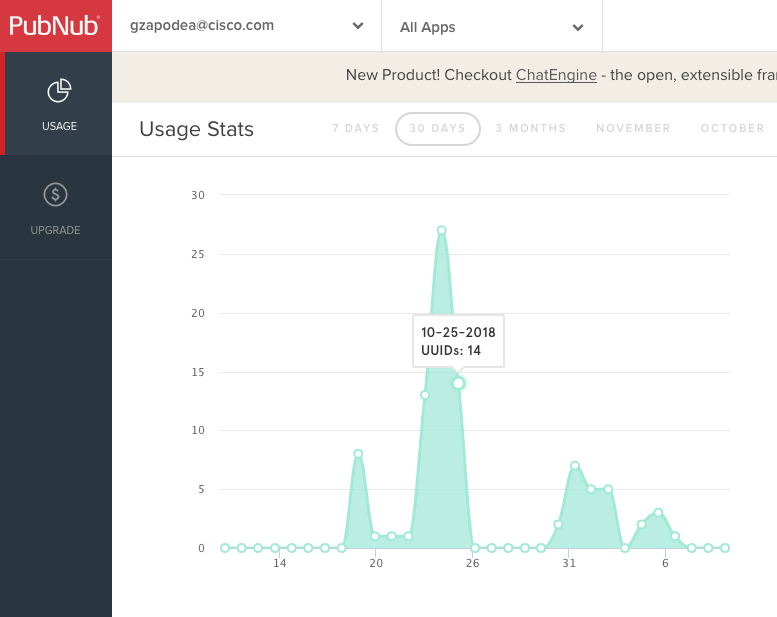 PubNub®
gzapodea@cisco.com
All Apps
New Product! Checkout ChatEngine - the open, extensible
USAGE
Usage Stats
7 DAYS
30 DAYS
3 MONTHS
NOVEMBER
OCTOBER
$
UPGRADE
30
25
20
10-25-2018
UUIDs: 14
15
10
5
0
14
20
26
31
6